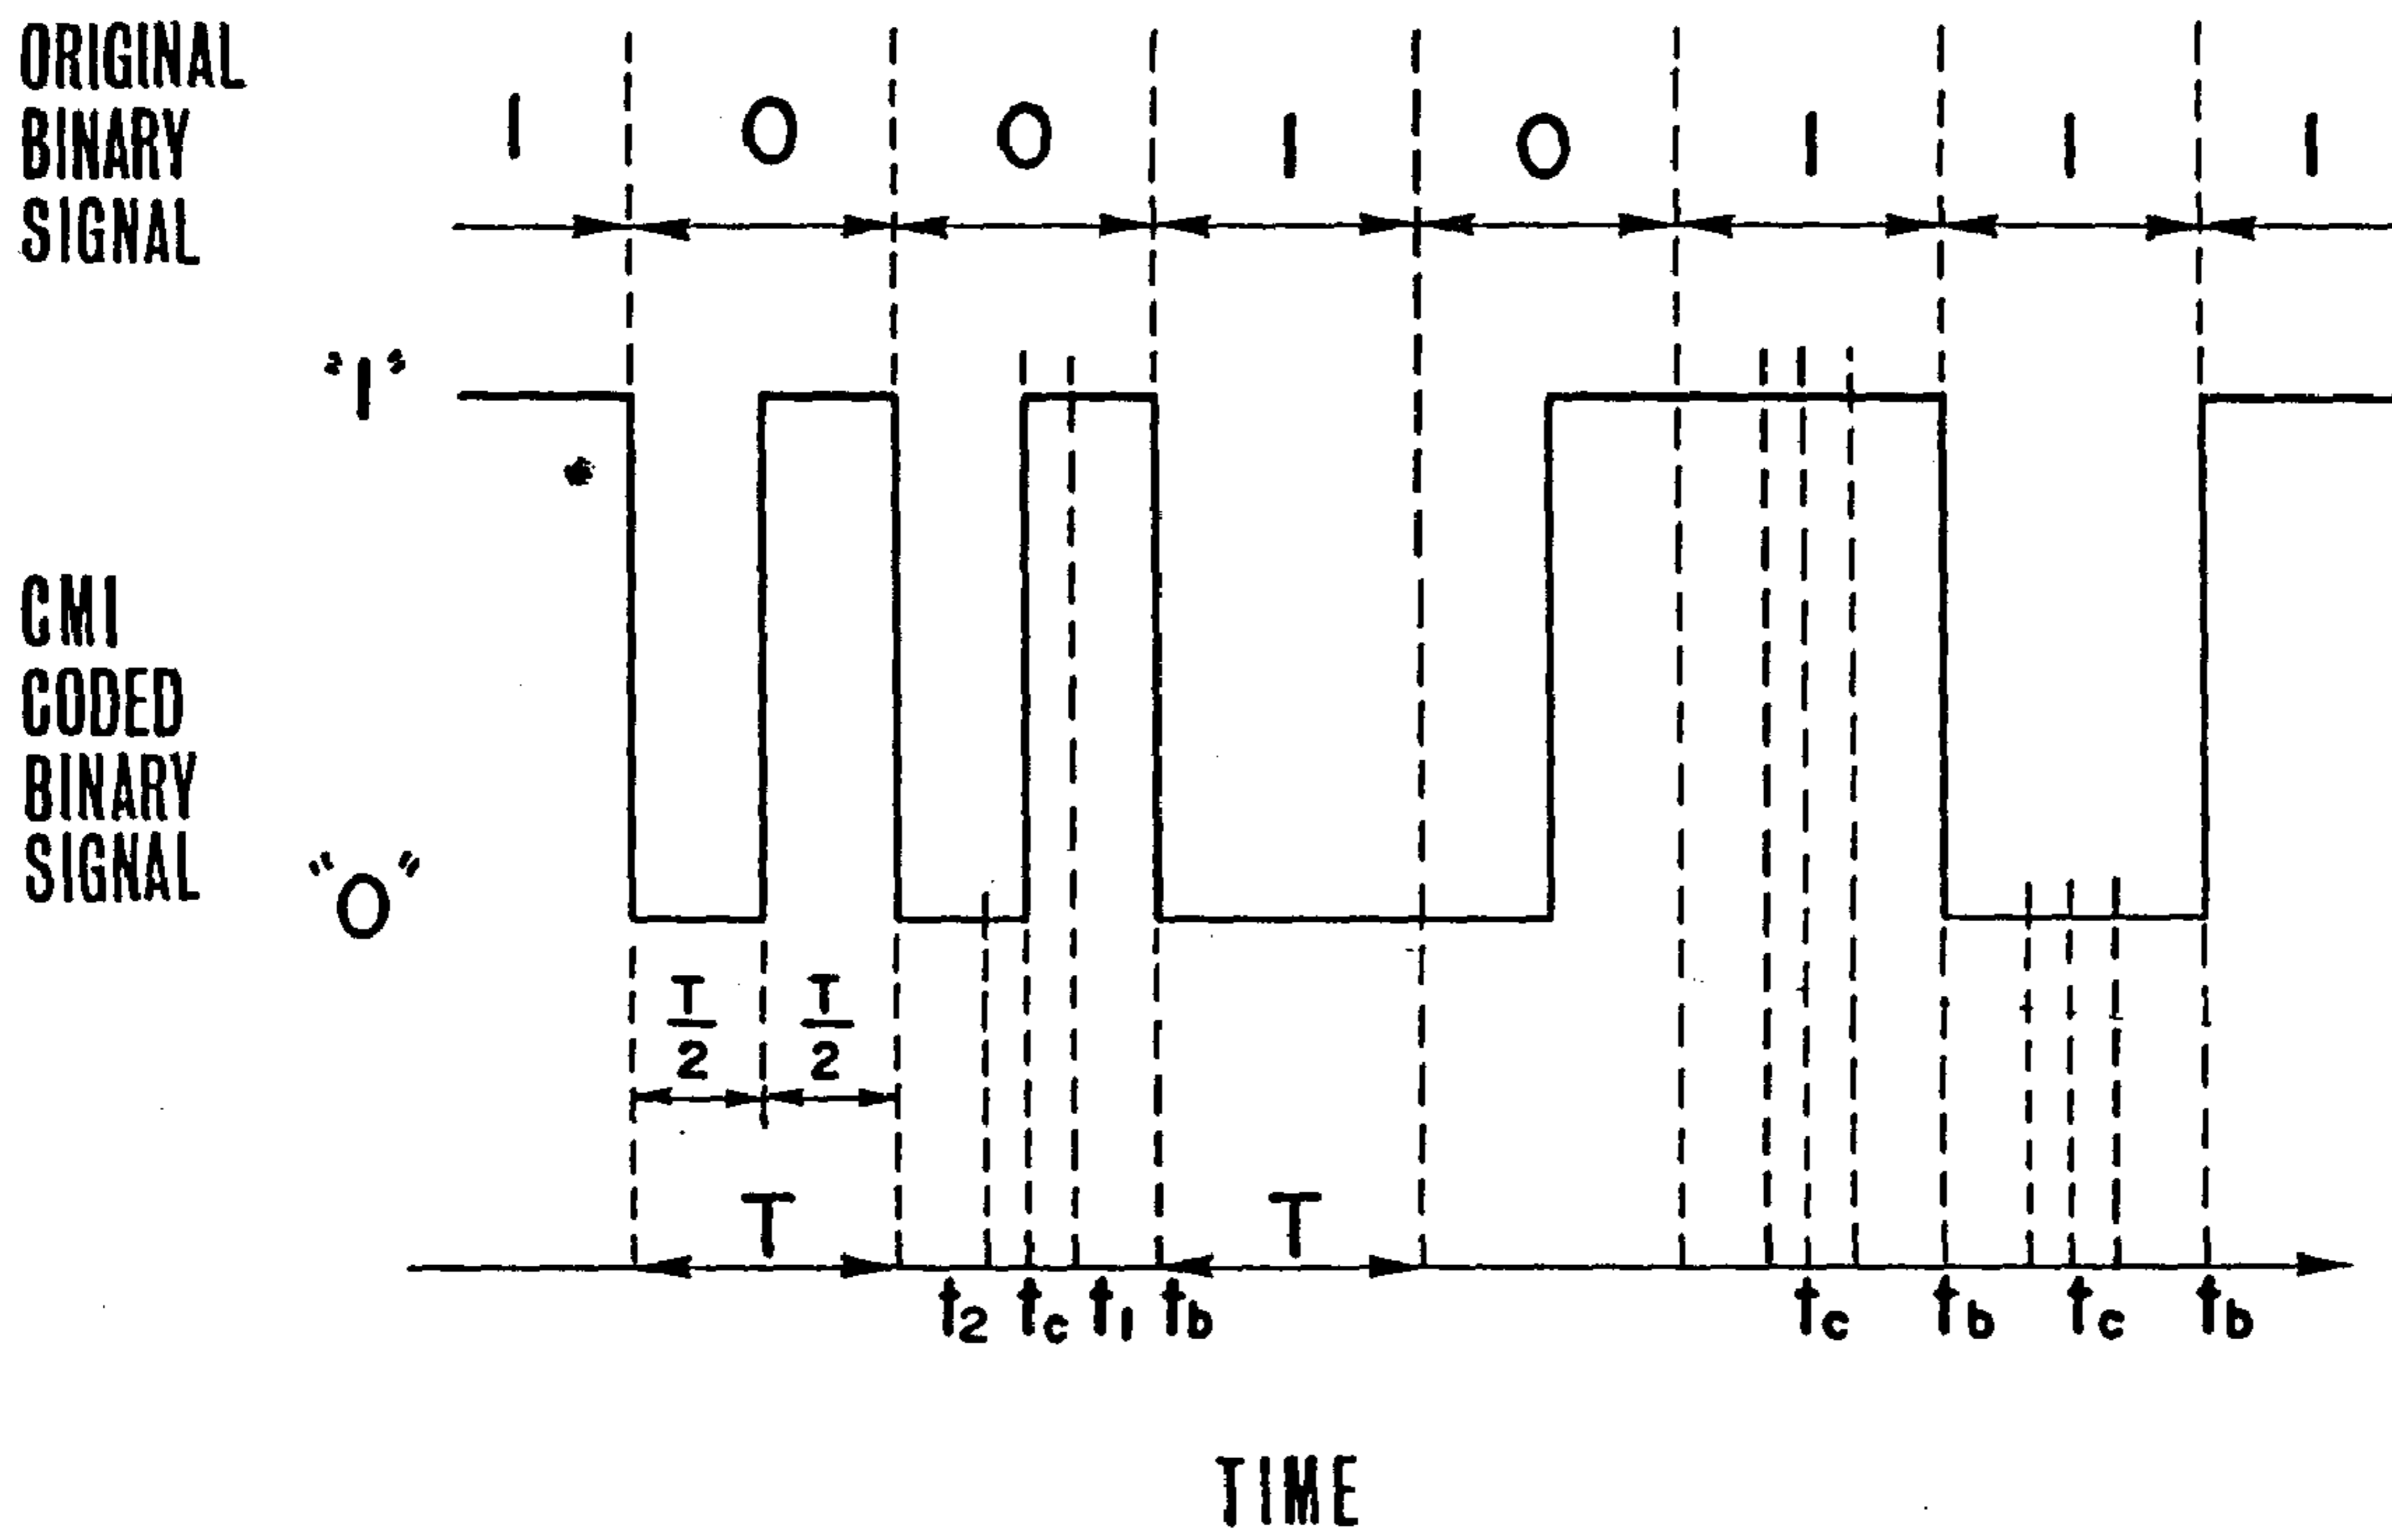 ORIGINAL
BINARY
SIGNAL
1 0 0 1 0 1 1 1
"1"
CMI
CODED
BINARY
SIGNAL
"0"
T/2 T/2
T T
t2 tc t1 tb tc tb tc tb
TIME